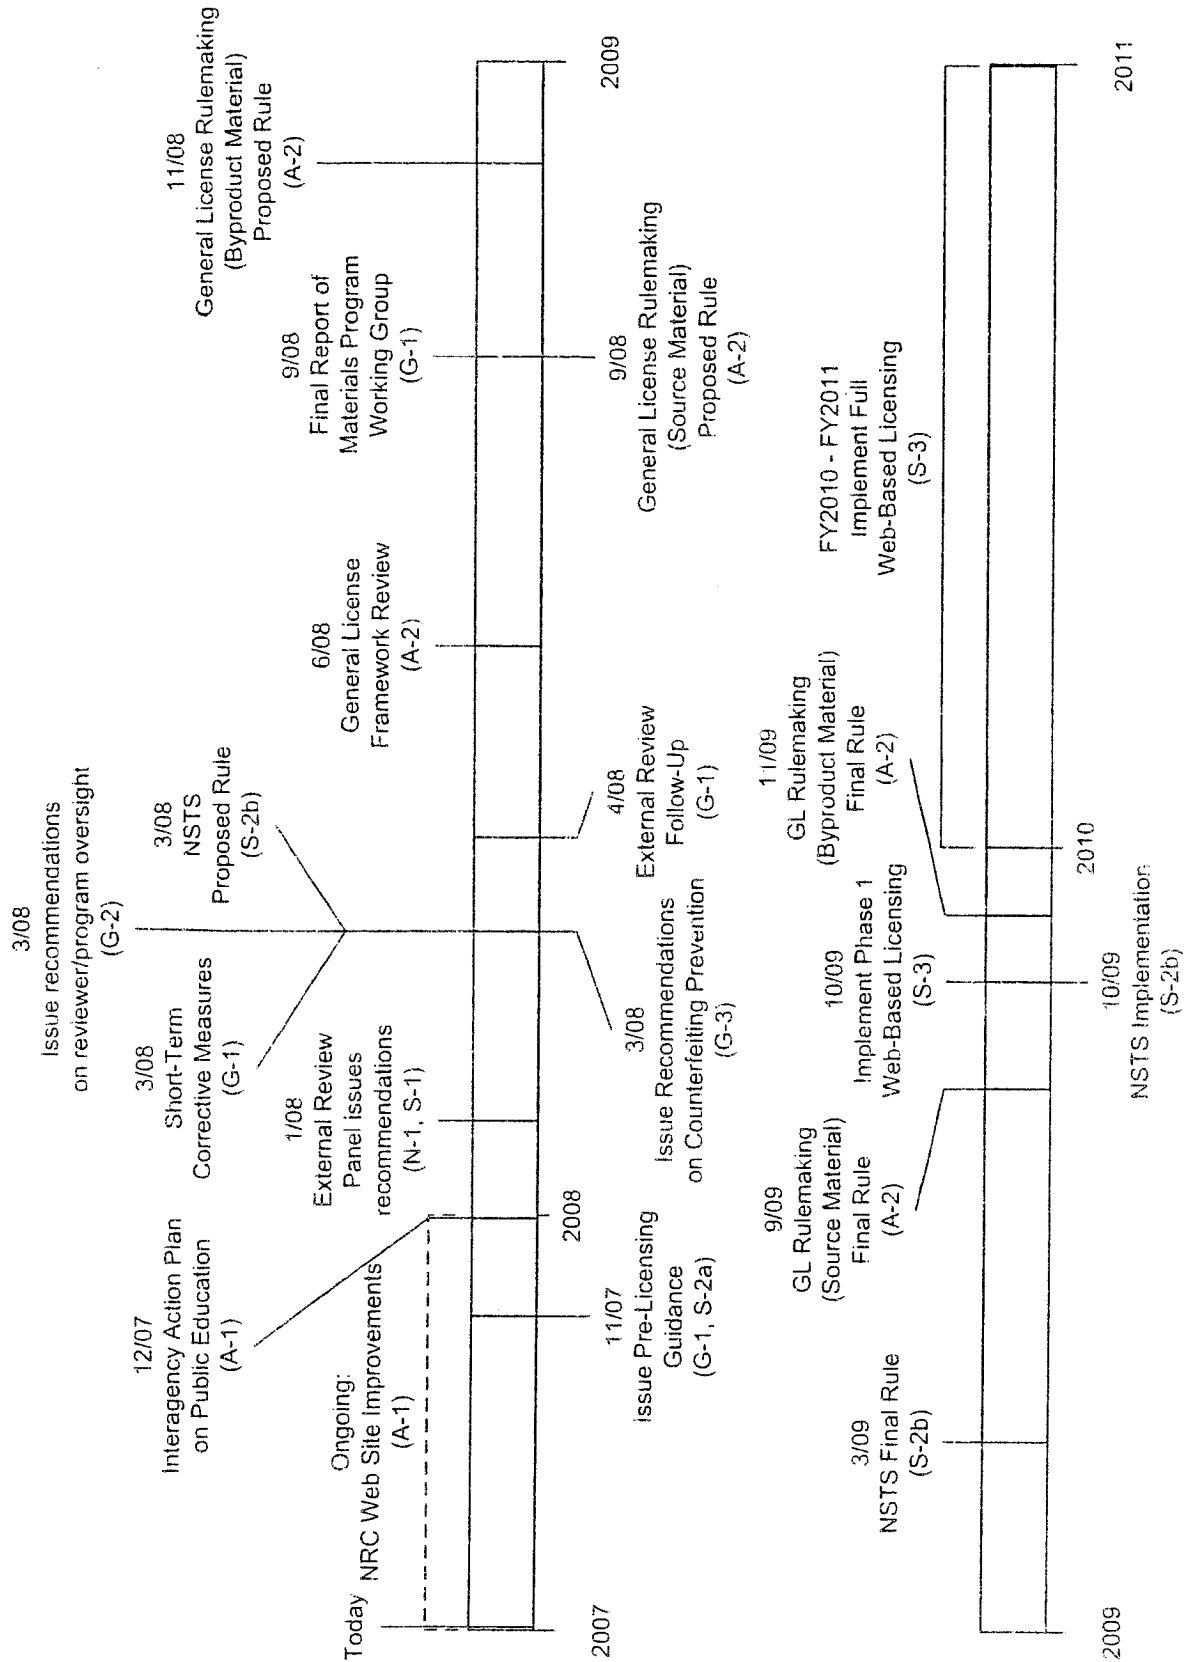 3/08
Issue recommendations
on reviewer/program oversight
(G-2)
12/07
Interagency Action Plan
on Public Education
(A-1)
3/08
Short-Term
Corrective Measures
(G-1)
3/08
NSTS
Proposed Rule
(S-2b)
11/08
General License Rulemaking
(Byproduct Material)
Proposed Rule
(A-2)
Today
Ongoing:
NRC Web Site Improvements
(A-1)
1/08
External Review
Panel issues
recommendations
(N-1, S-1)
6/08
General License
Framework Review
(A-2)
9/08
Final Report of
Materials Program
Working Group
(G-1)
2007
2008
2009
11/07
Issue Pre-Licensing
Guidance
(G-1, S-2a)
3/08
Issue Recommendations
on Counterfeiting Prevention
(G-3)
4/08
External Review
Follow-Up
(G-1)
9/08
General License Rulemaking
(Source Material)
Proposed Rule
(A-2)
3/09
NSTS Final Rule
(S-2b)
9/09
GL Rulemaking
(Source Material)
Final Rule
(A-2)
10/09
Implement Phase 1
Web-Based Licensing
(S-3)
11/09
GL Rulemaking
(Byproduct Material)
Final Rule
(A-2)
FY2010 - FY2011
Implement Full
Web-Based Licensing
(S-3)
2009
10/09
NSTS Implementation
(S-2b)
2010
2011